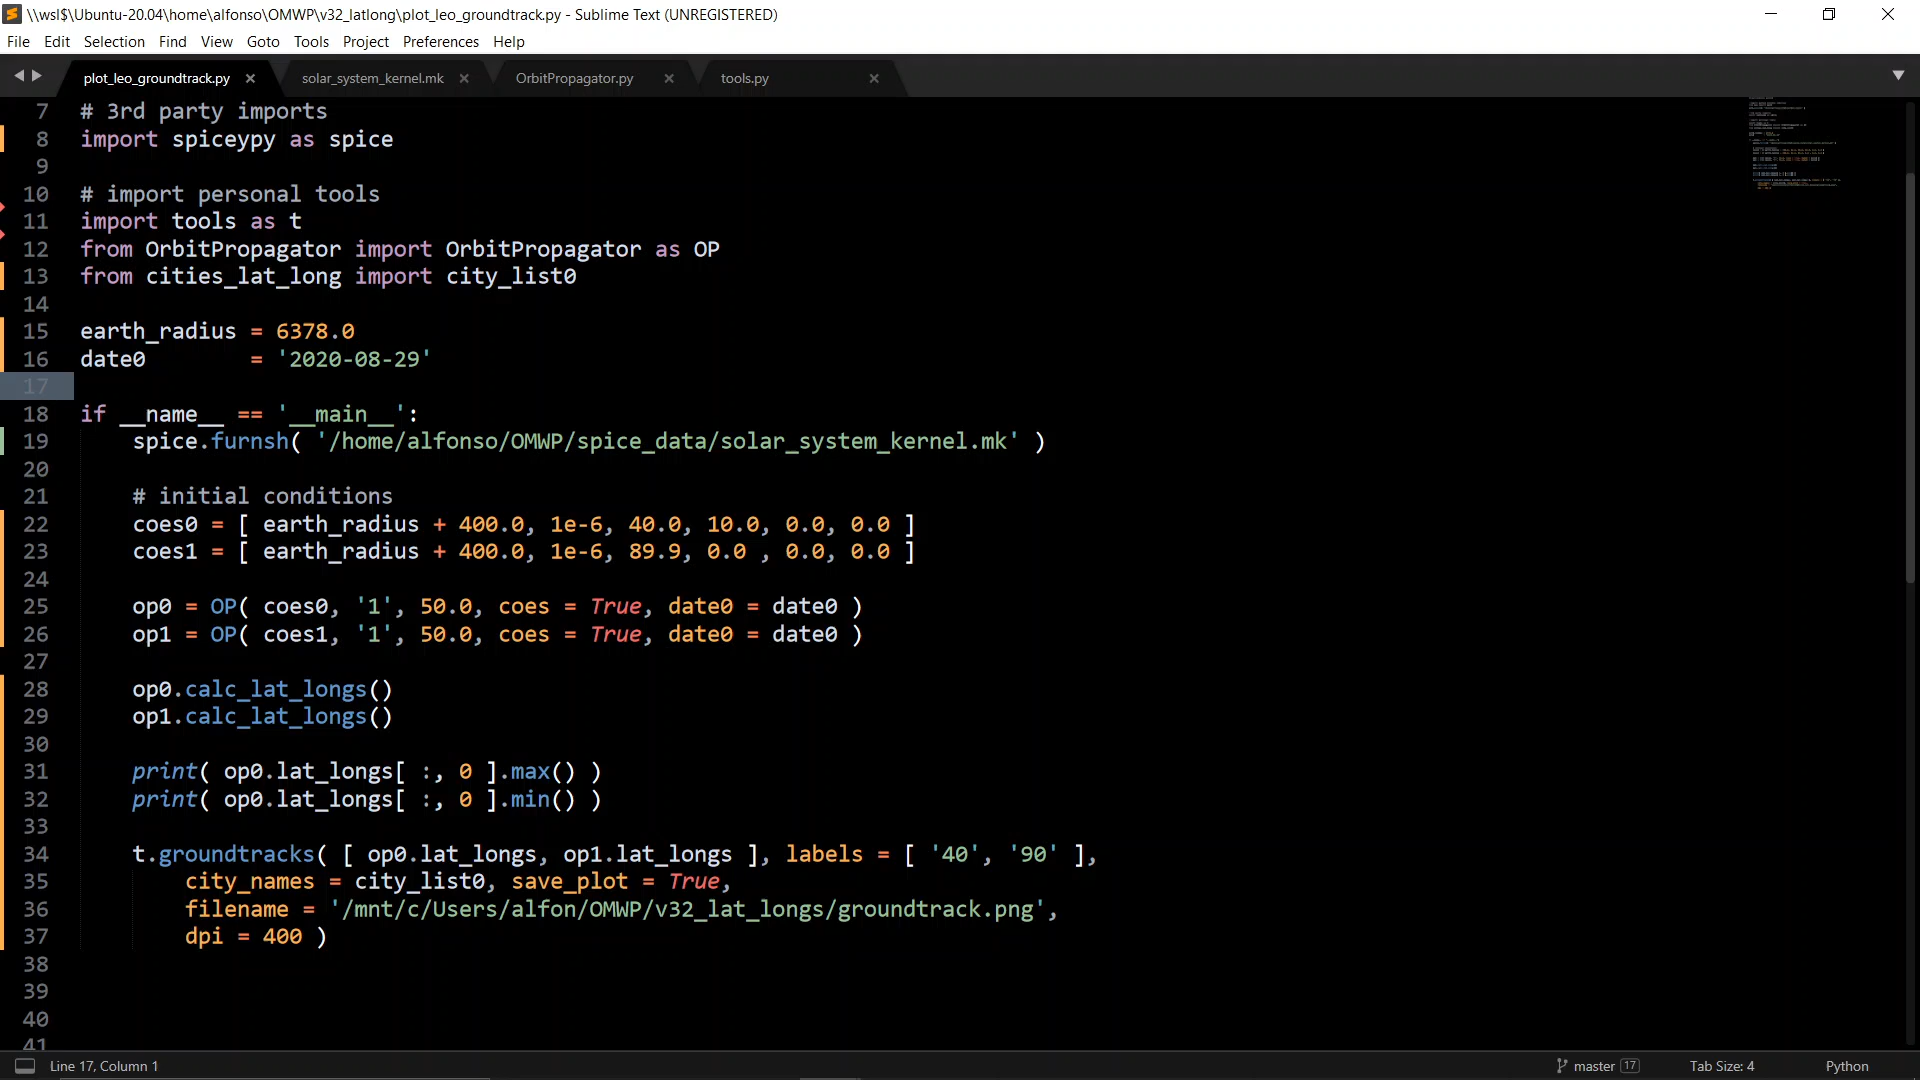 \\wsl$\Ubuntu-20.04\home\alfonso\OMWP\v32_latlong\plot_leo_groundtrack.py - Sublime Text (UNREGISTERED)
File Edit Selection Find View Goto Tools Project Preferences Help
plot_leo_groundtrack.py solar_system_kernel.mk OrbitPropagator.py tools.py
7 # 3rd party imports
8 import spiceypy as spice
9
10 # import personal tools
11 import tools as t
12 from OrbitPropagator import OrbitPropagator as OP
13 from cities_lat_long import city_list0
14
15 earth_radius = 6378.0
16 date0        = '2020-08-29'
17
18 if __name__ == '__main__':
19     spice.furnsh( '/home/alfonso/OMWP/spice_data/solar_system_kernel.mk' )
20
21     # initial conditions
22     coes0 = [ earth_radius + 400.0, 1e-6, 40.0, 10.0, 0.0, 0.0 ]
23     coes1 = [ earth_radius + 400.0, 1e-6, 89.9, 0.0 , 0.0, 0.0 ]
24
25     op0 = OP( coes0, '1', 50.0, coes = True, date0 = date0 )
26     op1 = OP( coes1, '1', 50.0, coes = True, date0 = date0 )
27
28     op0.calc_lat_longs()
29     op1.calc_lat_longs()
30
31     print( op0.lat_longs[ :, 0 ].max() )
32     print( op0.lat_longs[ :, 0 ].min() )
33
34     t.groundtracks( [ op0.lat_longs, op1.lat_longs ], labels = [ '40', '90' ],
35         city_names = city_list0, save_plot = True,
36         filename = '/mnt/c/Users/alfon/OMWP/v32_lat_longs/groundtrack.png',
37         dpi = 400 )
38
39
40
41
Line 17, Column 1 master 17 Tab Size: 4 Python